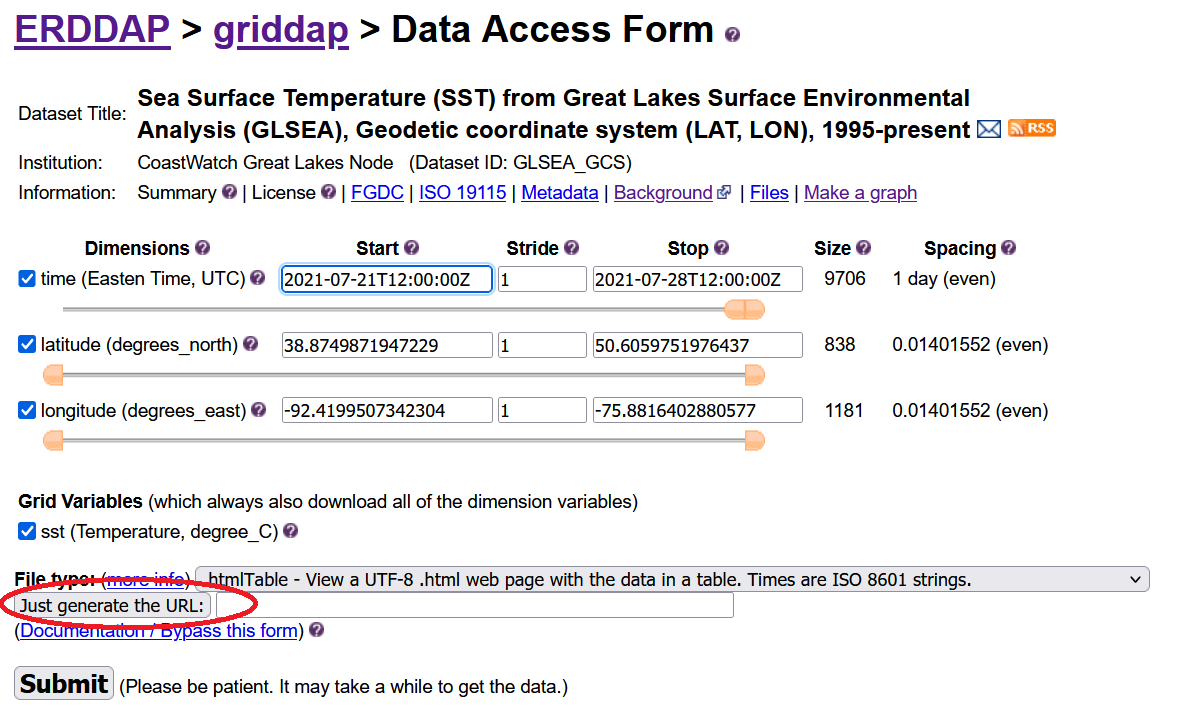 ERDDAP > griddap > Data Access Form ?
Dataset Title: Sea Surface Temperature (SST) from Great Lakes Surface Environmental
Analysis (GLSEA), Geodetic coordinate system (LAT, LON), 1995-present RSS
Institution: CoastWatch Great Lakes Node (Dataset ID: GLSEA_GCS)
Information: Summary ? | License ? | FGDC | ISO 19115 | Metadata | Background | Files | Make a graph
Dimensions ? Start ? Stride ? Stop ? Size ? Spacing ?
time (Easten Time, UTC) ? 2021-07-21T12:00:00Z 1 2021-07-28T12:00:00Z 9706 1 day (even)
latitude (degrees_north) ? 38.8749871947229 1 50.6059751976437 838 0.01401552 (even)
longitude (degrees_east) ? -92.4199507342304 1 -75.8816402880577 1181 0.01401552 (even)
Grid Variables (which always also download all of the dimension variables)
sst (Temperature, degree_C) ?
File type: (more info) .htmlTable - View a UTF-8 .html web page with the data in a table. Times are ISO 8601 strings.
Just generate the URL:
(Documentation / Bypass this form) ?
Submit (Please be patient. It may take a while to get the data.)